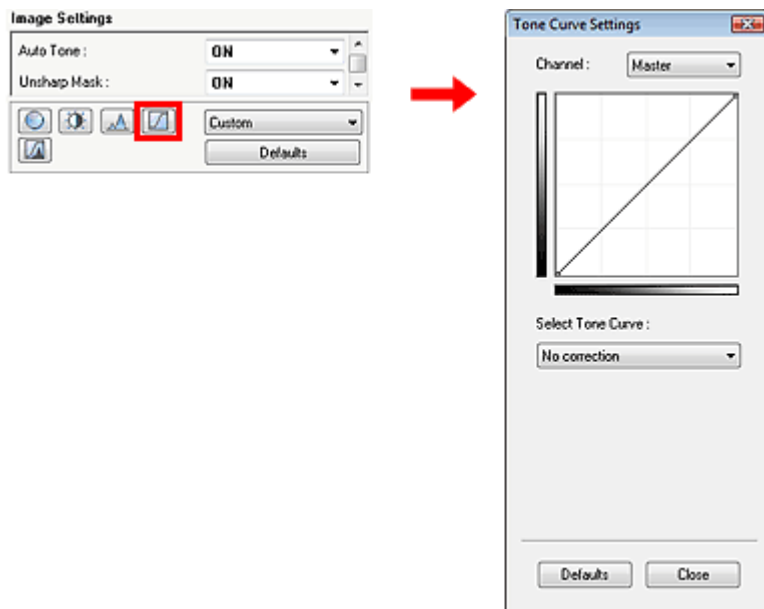 Image Settings
Auto Tone : ON
Unsharp Mask : ON
Custom
Defaults
Tone Curve Settings
Channel : Master
Select Tone Curve :
No correction
Defaults Close